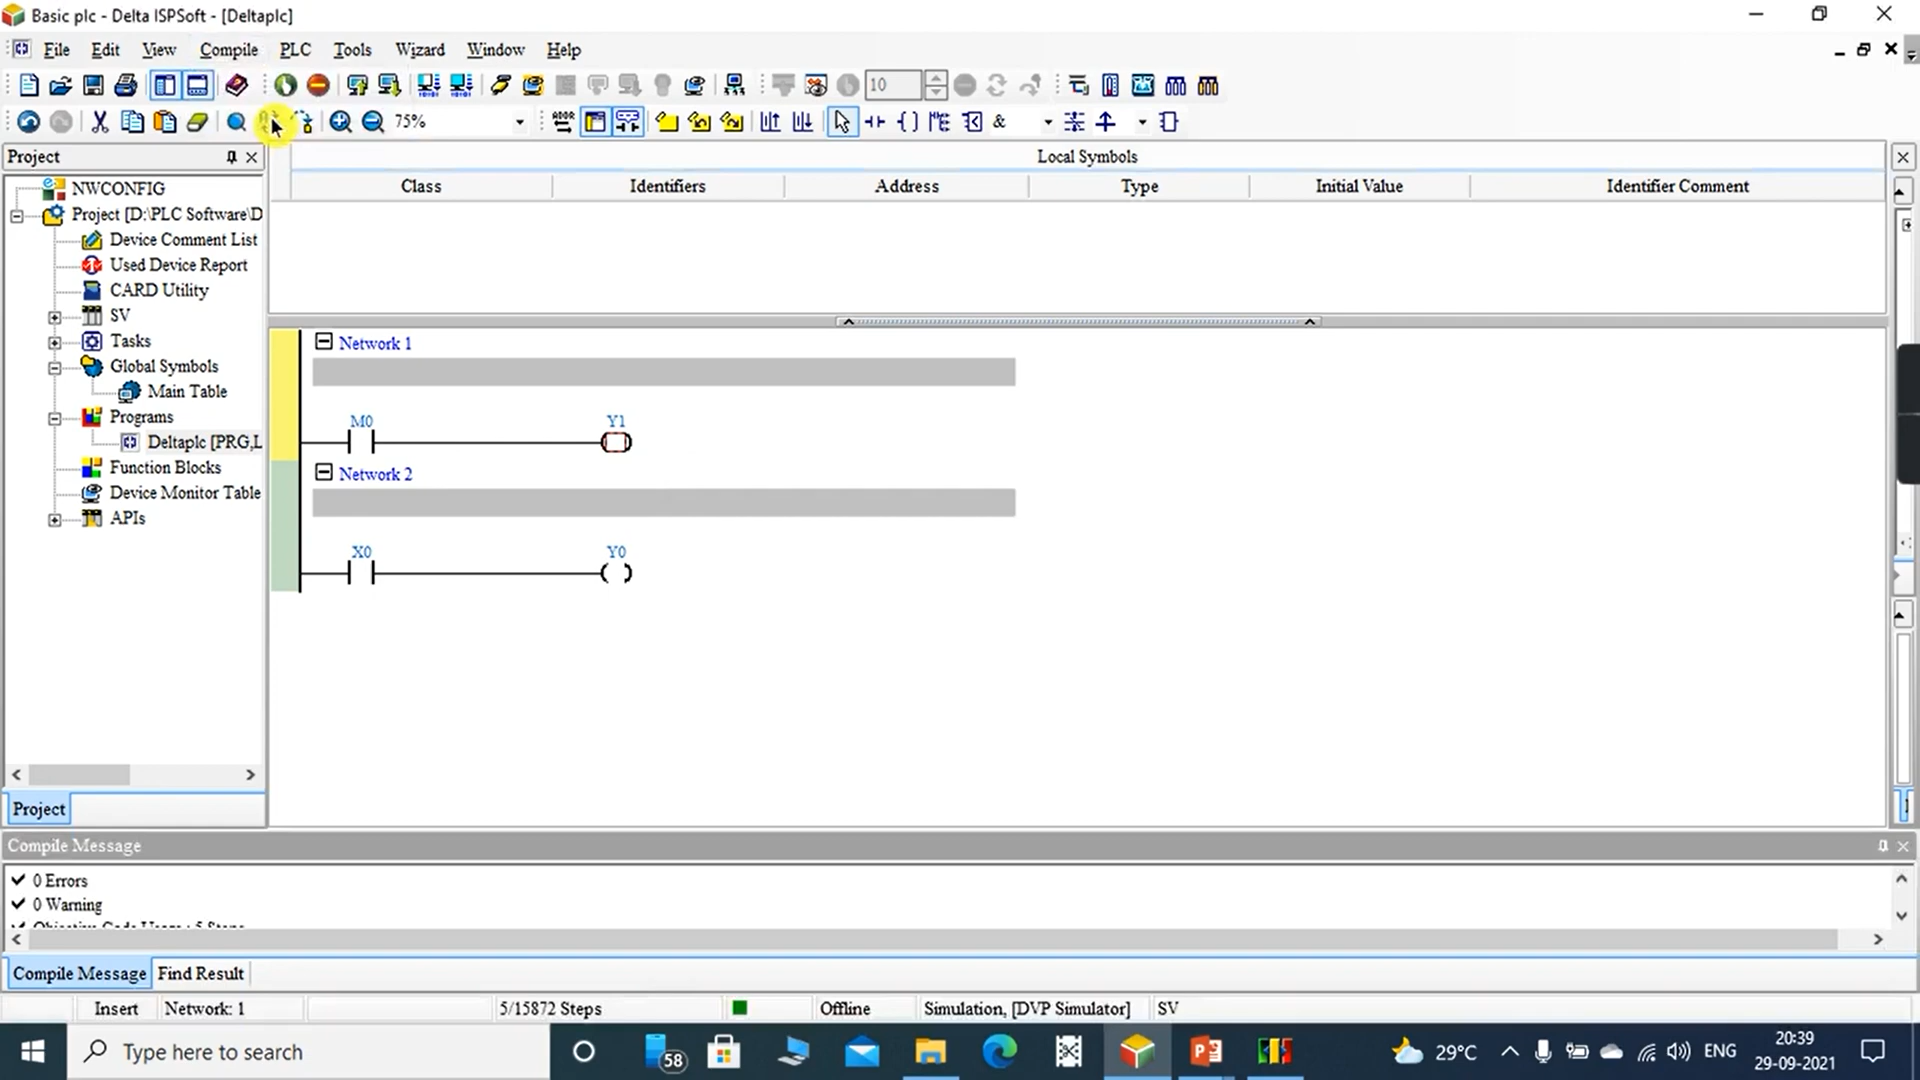 Basic plc - Delta ISPSoft - [Deltaplc]
File Edit View Compile PLC Tools Wizard Window Help
10
75%
ADDR
&
Project
NWCONFIG
Project [D:\PLC Software\D
Device Comment List
Used Device Report
CARD Utility
SV
Tasks
Global Symbols
Main Table
Programs
Deltaplc [PRG,L
Function Blocks
Device Monitor Table
APIs
Project
Local Symbols
Class Identifiers Address Type Initial Value Identifier Comment
Network 1
M0 Y1
Network 2
X0 Y0
Compile Message
0 Errors
0 Warning
Compile Message Find Result
Insert Network: 1 5/15872 Steps Offline Simulation, [DVP Simulator] SV
Type here to search
58
29°C
ENG
20:39
29-09-2021